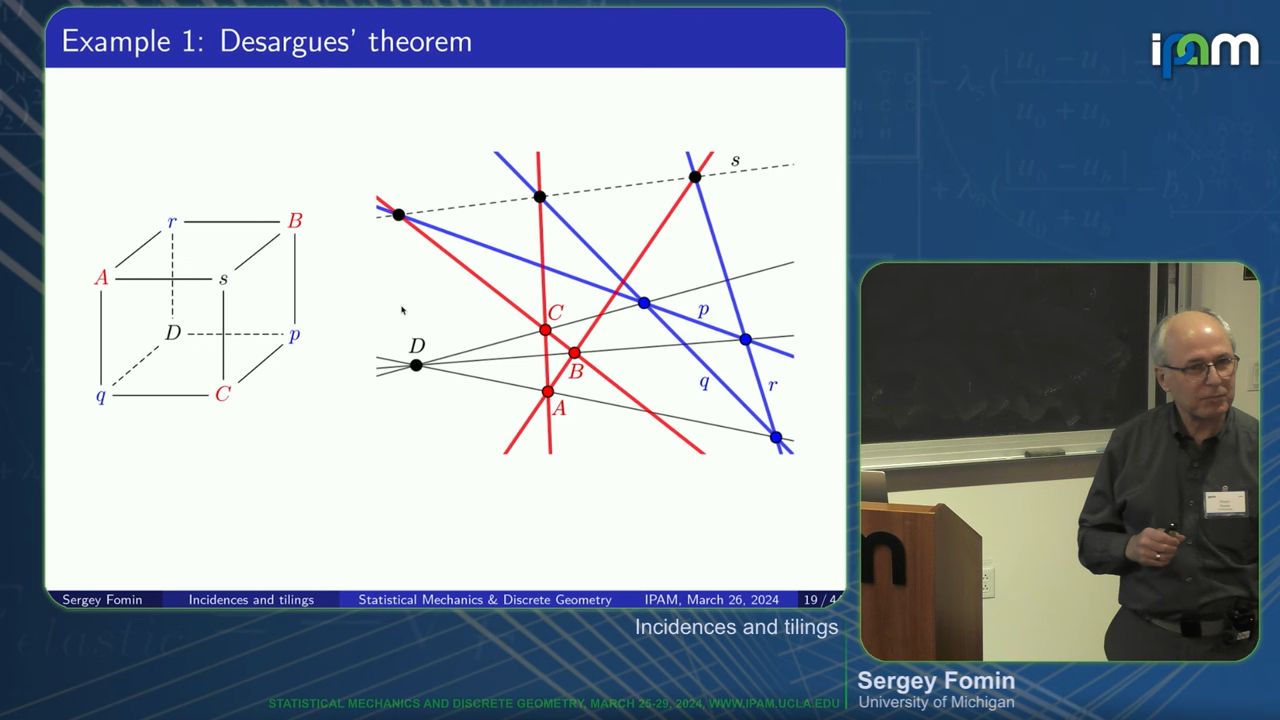 Example 1: Desargues' theorem
ipam
s
r
B
A
s
C
p
D
D
p
B
q
r
A
q
C
Sergey Fomin
Incidences and tilings
Statistical Mechanics & Discrete Geometry
IPAM, March 26, 2024
19 / 4
Incidences and tilings
Sergey Fomin
University of Michigan
STATISTICAL MECHANICS AND DISCRETE GEOMETRY, MARCH 25-29, 2024, WWW.IPAM.UCLA.EDU